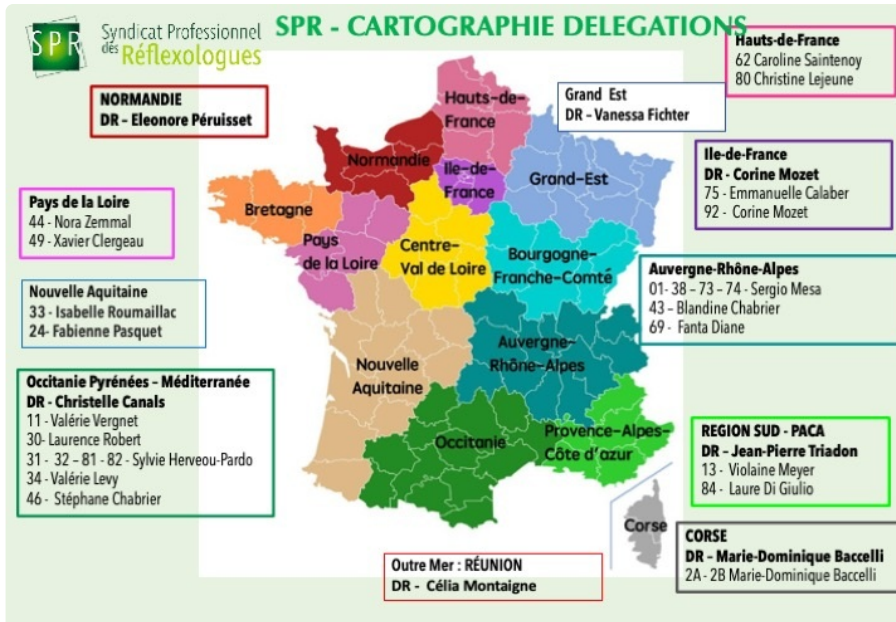 SPR
Syndicat Professionnel
des Réflexologues
SPR - CARTOGRAPHIE DELEGATIONS
Hauts-de-France
62 Caroline Saintenoy
80 Christine Lejeune
NORMANDIE
DR – Eleonore Péruisset
Grand Est
DR – Vanessa Fichter
Ile-de-France
DR - Corine Mozet
75 - Emmanuelle Calaber
92 - Corine Mozet
Pays de la Loire
44 - Nora Zemmal
49 - Xavier Clergeau
Nouvelle Aquitaine
33 - Isabelle Roumaillac
24- Fabienne Pasquet
Auvergne-Rhône-Alpes
01- 38 – 73 – 74 - Sergio Mesa
43 – Blandine Chabrier
69 - Fanta Diane
Occitanie Pyrénées – Méditerranée
DR - Christelle Canals
11 - Valérie Vergnet
30- Laurence Robert
31 - 32 – 81 - 82 - Sylvie Herveou-Pardo
34 - Valérie Levy
46 - Stéphane Chabrier
REGION SUD - PACA
DR – Jean-Pierre Triadon
13 - Violaine Meyer
84 - Laure Di Giulio
CORSE
DR – Marie-Dominique Baccelli
2A - 2B Marie-Dominique Baccelli
Outre Mer : RÉUNION
DR - Célia Montaigne
Hauts-de-
France
Normandie
Ile-de-
France
Grand-Est
Bretagne
Pays
de la Loire
Centre-
Val de Loire
Bourgogne-
Franche-Comté
Nouvelle
Aquitaine
Auvergne-
Rhône-Alpes
Occitanie
Provence-Alpes-
Côte d'azur
Corse